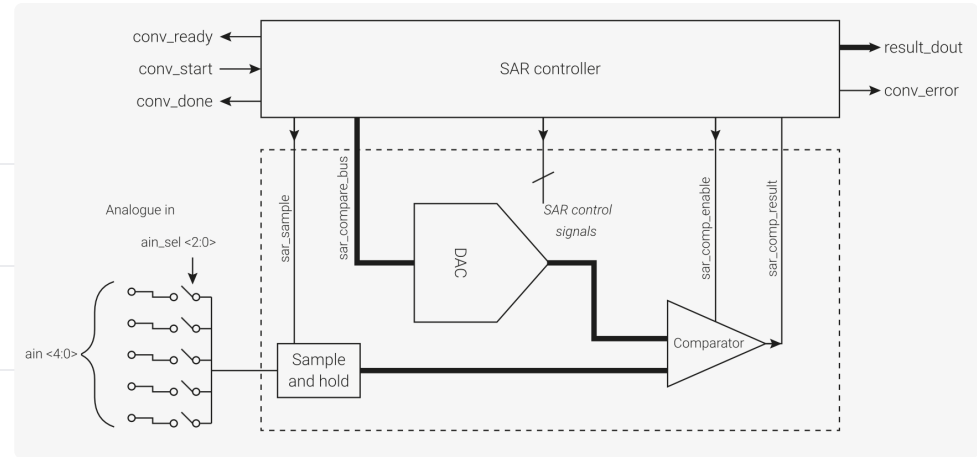 conv_ready
conv_start
conv_done
SAR controller
result_dout
conv_error
sar_sample
sar_compare_bus
SAR control
signals
sar_comp_enable
sar_comp_result
Analogue in
ain_sel <2:0>
DAC
ain <4:0>
Sample
and hold
Comparator